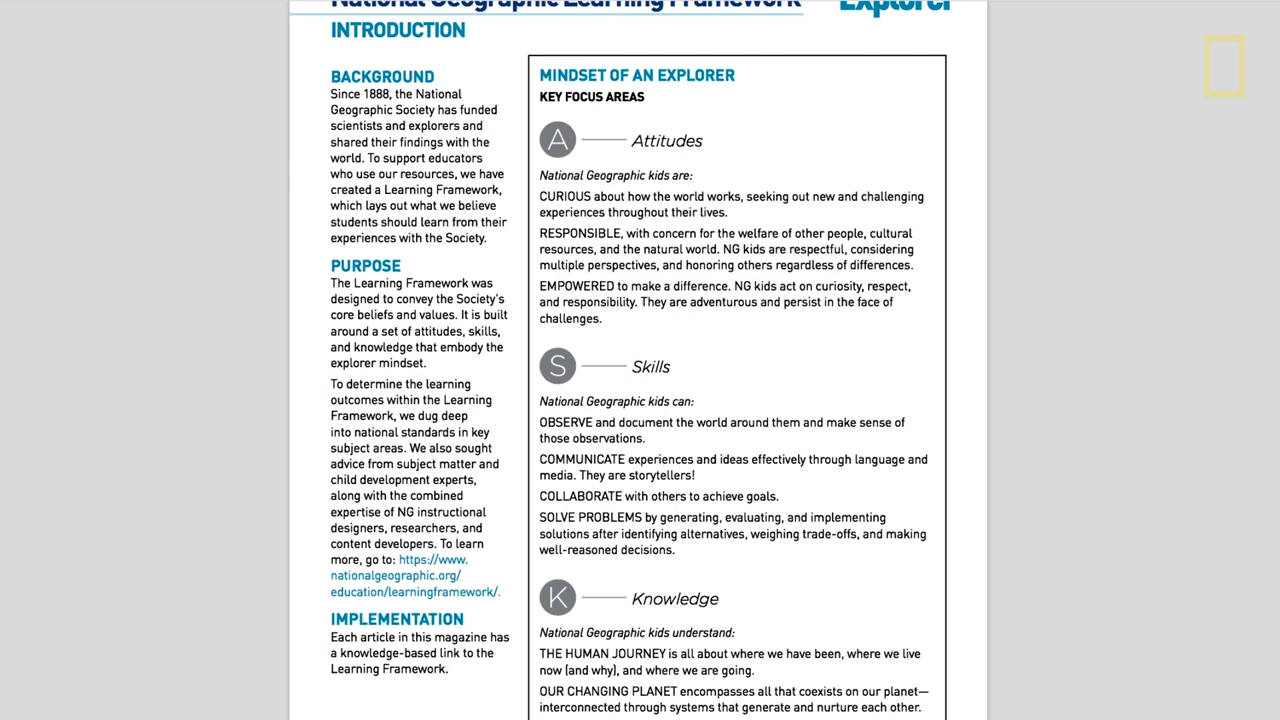 National Geographic Learning Framework
Explorer
INTRODUCTION
BACKGROUND
Since 1888, the National
Geographic Society has funded
scientists and explorers and
shared their findings with the
world. To support educators
who use our resources, we have
created a Learning Framework,
which lays out what we believe
students should learn from their
experiences with the Society.
PURPOSE
The Learning Framework was
designed to convey the Society's
core beliefs and values. It is built
around a set of attitudes, skills,
and knowledge that embody the
explorer mindset.
To determine the learning
outcomes within the Learning
Framework, we dug deep
into national standards in key
subject areas. We also sought
advice from subject matter and
child development experts,
along with the combined
expertise of NG instructional
designers, researchers, and
content developers. To learn
more, go to: https://www.
nationalgeographic.org/
education/learningframework/.
IMPLEMENTATION
Each article in this magazine has
a knowledge-based link to the
Learning Framework.
MINDSET OF AN EXPLORER
KEY FOCUS AREAS
A Attitudes
National Geographic kids are:
CURIOUS about how the world works, seeking out new and challenging
experiences throughout their lives.
RESPONSIBLE, with concern for the welfare of other people, cultural
resources, and the natural world. NG kids are respectful, considering
multiple perspectives, and honoring others regardless of differences.
EMPOWERED to make a difference. NG kids act on curiosity, respect,
and responsibility. They are adventurous and persist in the face of
challenges.
S Skills
National Geographic kids can:
OBSERVE and document the world around them and make sense of
those observations.
COMMUNICATE experiences and ideas effectively through language and
media. They are storytellers!
COLLABORATE with others to achieve goals.
SOLVE PROBLEMS by generating, evaluating, and implementing
solutions after identifying alternatives, weighing trade-offs, and making
well-reasoned decisions.
K Knowledge
National Geographic kids understand:
THE HUMAN JOURNEY is all about where we have been, where we live
now (and why), and where we are going.
OUR CHANGING PLANET encompasses all that coexists on our planet—
interconnected through systems that generate and nurture each other.